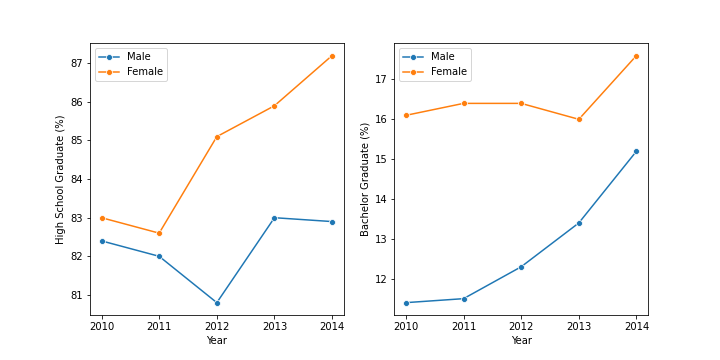 Male
Female
High School Graduate (%)
87
86
85
84
83
82
81
2010 2011 2012 2013 2014
Year
Male
Female
Bachelor Graduate (%)
17
16
15
14
13
12
2010 2011 2012 2013 2014
Year